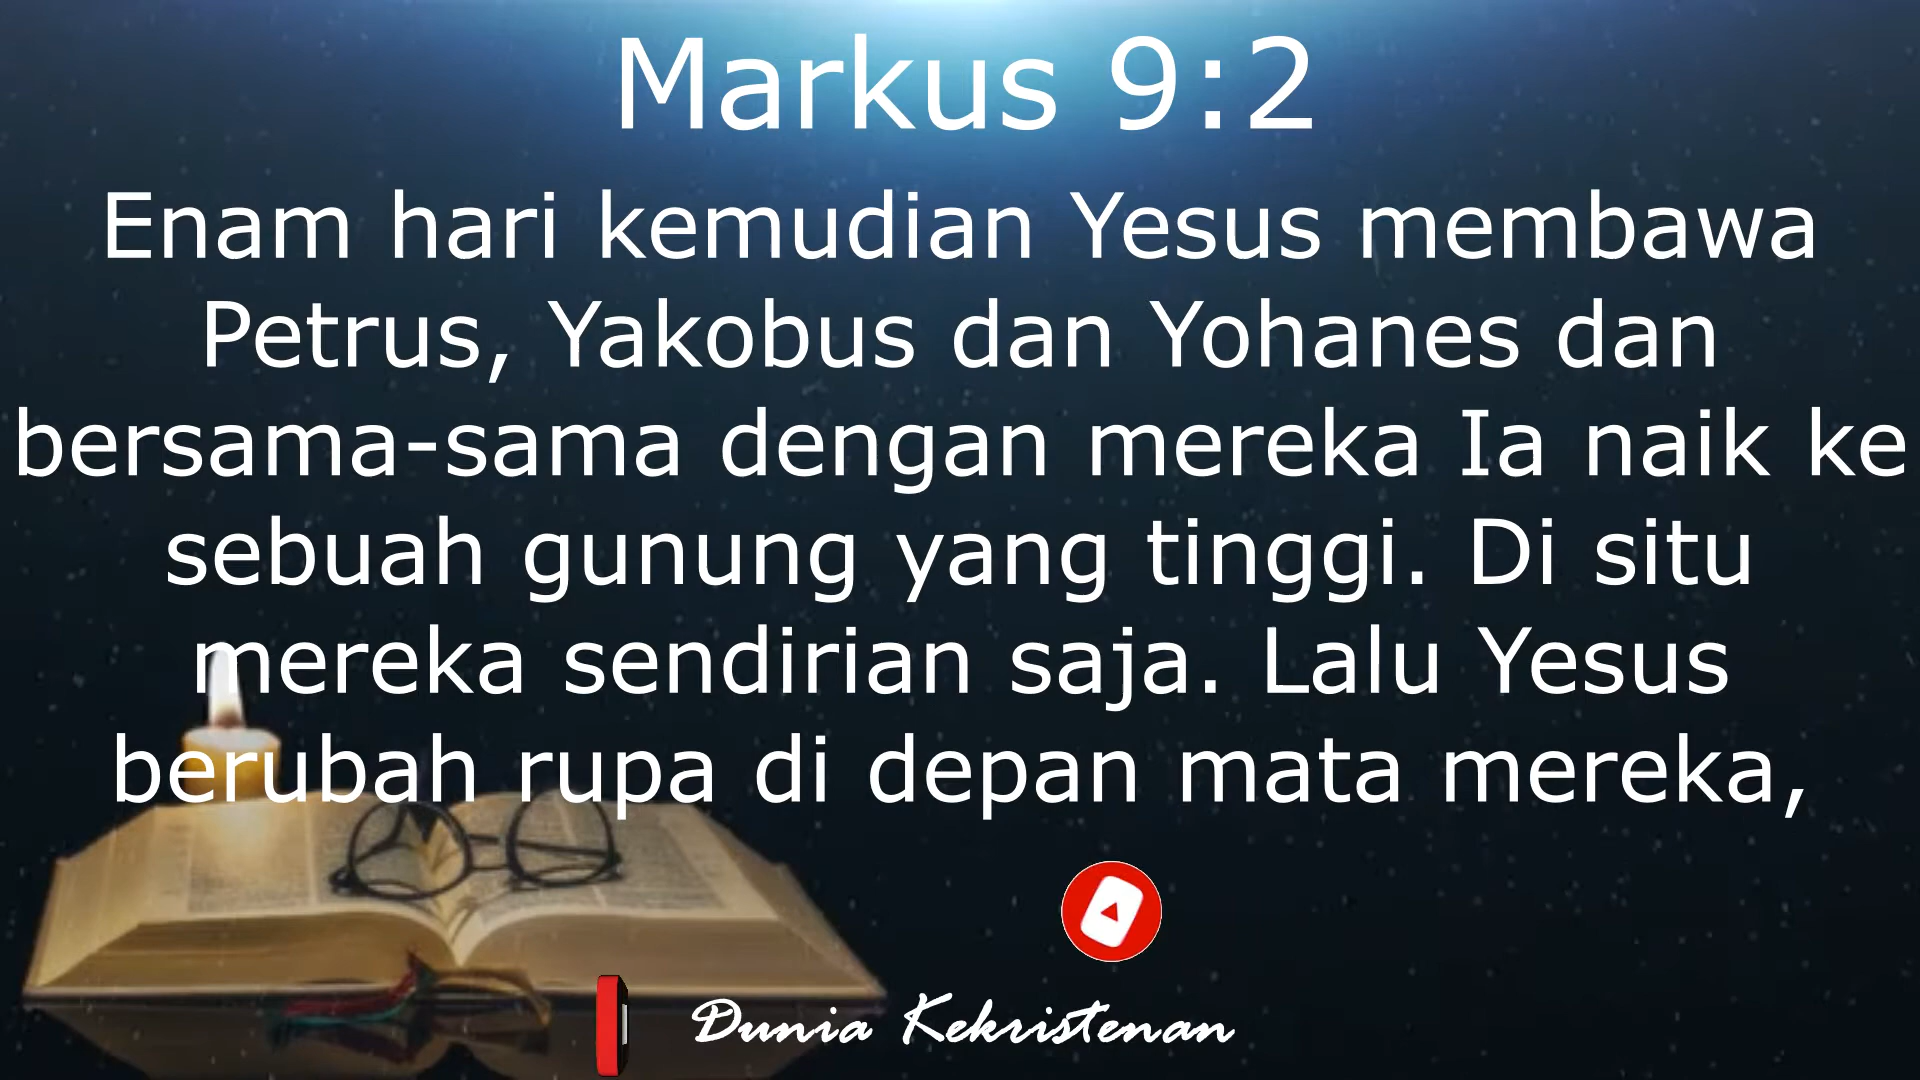 Markus 9:2
Enam hari kemudian Yesus membawa
Petrus, Yakobus dan Yohanes dan
bersama-sama dengan mereka Ia naik ke
sebuah gunung yang tinggi. Di situ
mereka sendirian saja. Lalu Yesus
berubah rupa di depan mata mereka,
Dunia Kekristenan